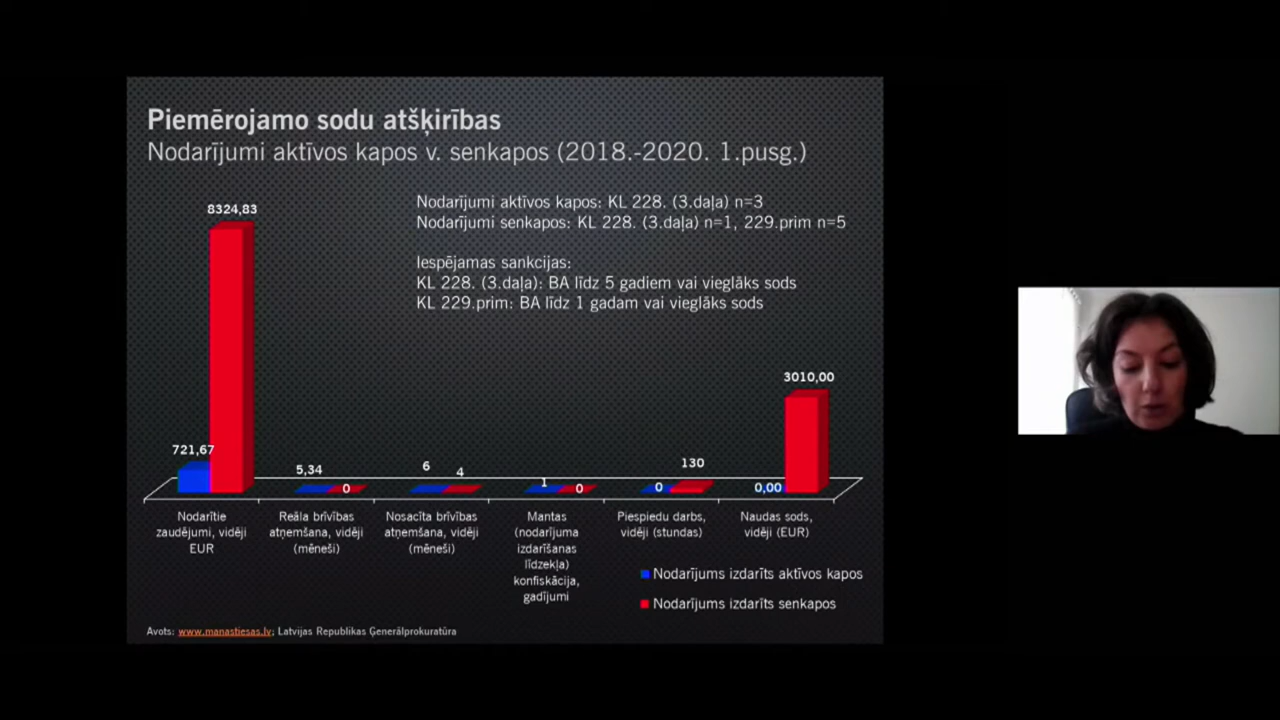 Piemērojamo sodu atšķirības
Nodarījumi aktīvos kapos v. senkapos (2018.-2020. 1.pusg.)
Nodarījumi aktīvos kapos: KL 228. (3.daļa) n=3
Nodarījumi senkapos: KL 228. (3.daļa) n=1, 229.prim n=5
Iespējamas sankcijas:
KL 228. (3.daļa): BA līdz 5 gadiem vai vieglāks sods
KL 229.prim: BA līdz 1 gadam vai vieglāks sods
8324,83
721,67
5,34
0
6
4
1
0
0
130
0,00
3010,00
Nodarītie
zaudējumi, vidēji
EUR
Reāla brīvības
atņemšana, vidēji
(mēneši)
Nosacīta brīvības
atņemšana, vidēji
(mēneši)
Mantas
(nodarījuma
izdarīšanas
līdzekļa)
konfiskācija,
gadījumi
Piespiedu darbs,
vidēji (stundas)
Naudas sods,
vidēji (EUR)
Nodarījums izdarīts aktīvos kapos
Nodarījums izdarīts senkapos
Avots: www.manastiesas.lv; Latvijas Republikas Ģenerālprokuratūra